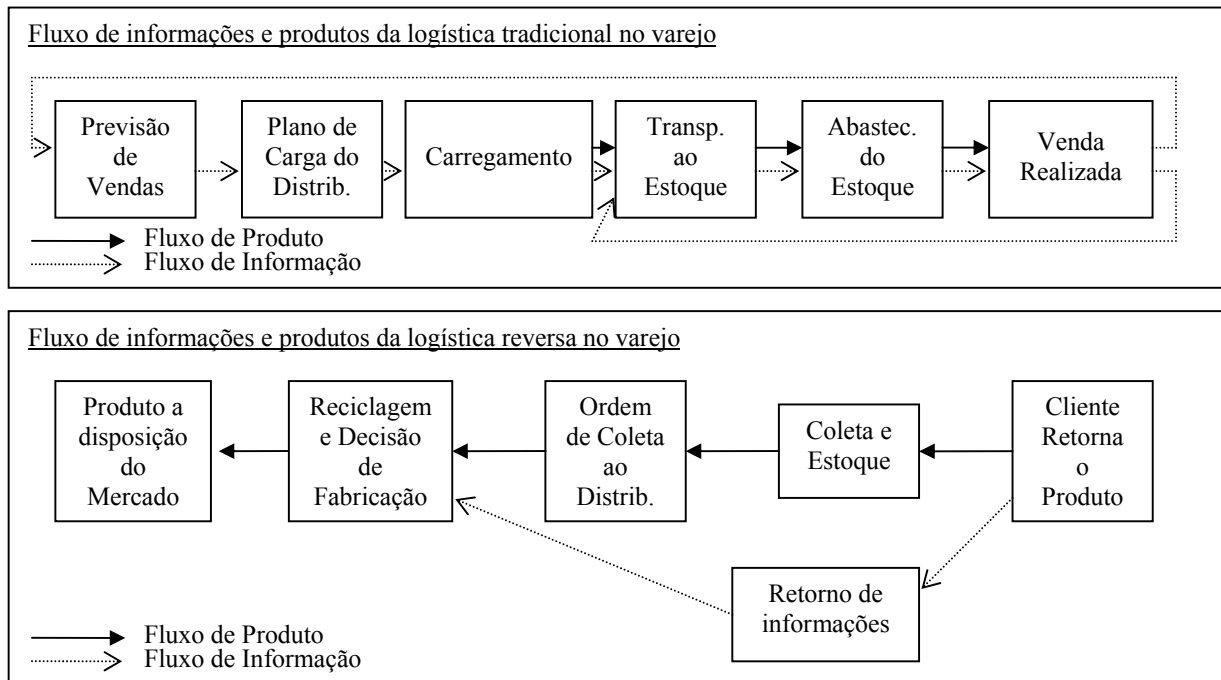 Fluxo de informações e produtos da logística tradicional no varejo
Previsão
de
Vendas
Plano de
Carga do
Distrib.
Carregamento
Transp.
ao
Estoque
Abastec.
do
Estoque
Venda
Realizada
Fluxo de Produto
Fluxo de Informação
Fluxo de informações e produtos da logística reversa no varejo
Produto a
disposição
do
Mercado
Reciclagem
e Decisão
de
Fabricação
Ordem
de Coleta
ao
Distrib.
Coleta e
Estoque
Cliente
Retorna
o
Produto
Retorno de
informações
Fluxo de Produto
Fluxo de Informação